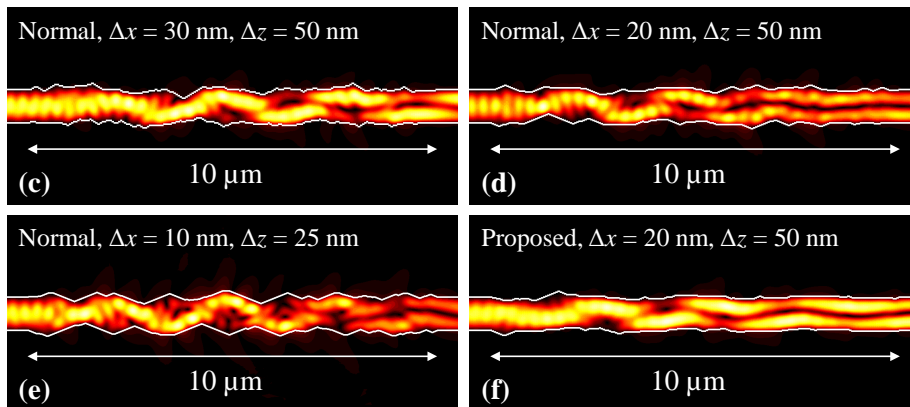 Normal, Δx = 30 nm, Δz = 50 nm
10 µm
(c)
Normal, Δx = 20 nm, Δz = 50 nm
10 µm
(d)
Normal, Δx = 10 nm, Δz = 25 nm
10 µm
(e)
Proposed, Δx = 20 nm, Δz = 50 nm
10 µm
(f)